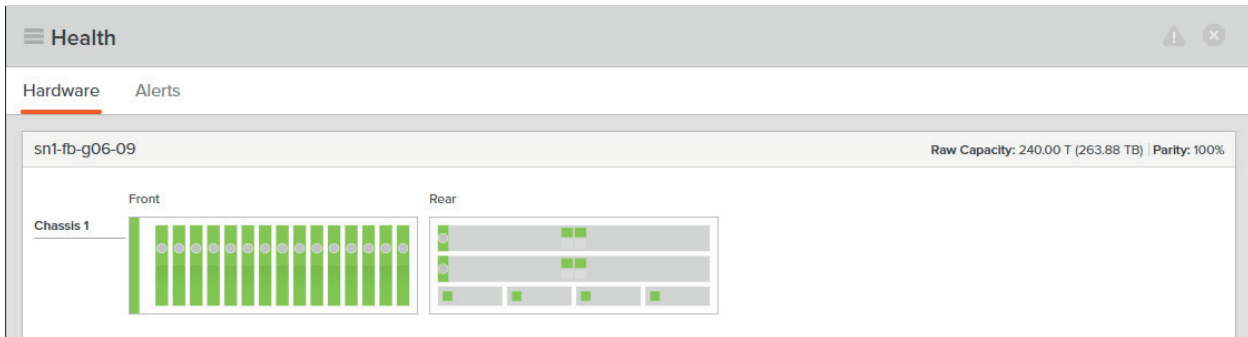 Health
Hardware Alerts
sn1-fb-g06-09 Raw Capacity: 240.00 T (263.88 TB) | Parity: 100%
Front Rear
Chassis 1